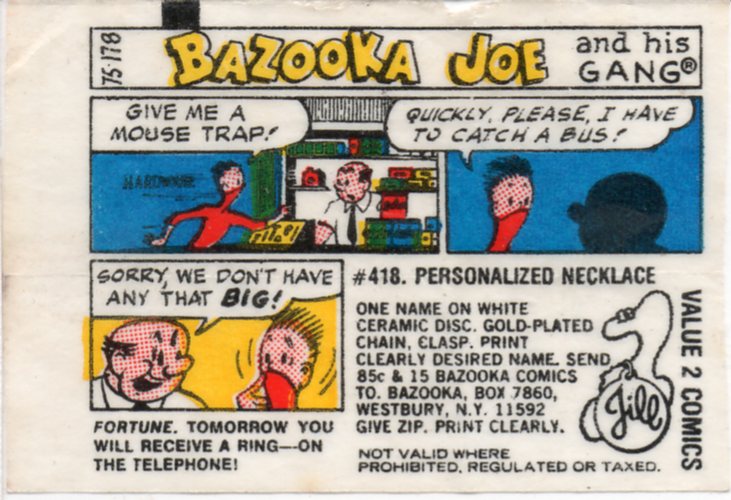 75-178
BAZOOKA JOE
and his
GANG®
GIVE ME A
MOUSE TRAP!
HARDWARE
QUICKLY, PLEASE, I HAVE
TO CATCH A BUS!
SORRY, WE DON'T HAVE
ANY THAT BIG!
#418. PERSONALIZED NECKLACE
ONE NAME ON WHITE
CERAMIC DISC. GOLD-PLATED
CHAIN, CLASP. PRINT
CLEARLY DESIRED NAME. SEND
85c & 15 BAZOOKA COMICS
TO. BAZOOKA, BOX 7860,
WESTBURY, N.Y. 11592
GIVE ZIP. PRINT CLEARLY.
NOT VALID WHERE
PROHIBITED, REGULATED OR TAXED.
Jill
VALUE 2 COMICS
FORTUNE. TOMORROW YOU
WILL RECEIVE A RING—ON
THE TELEPHONE!